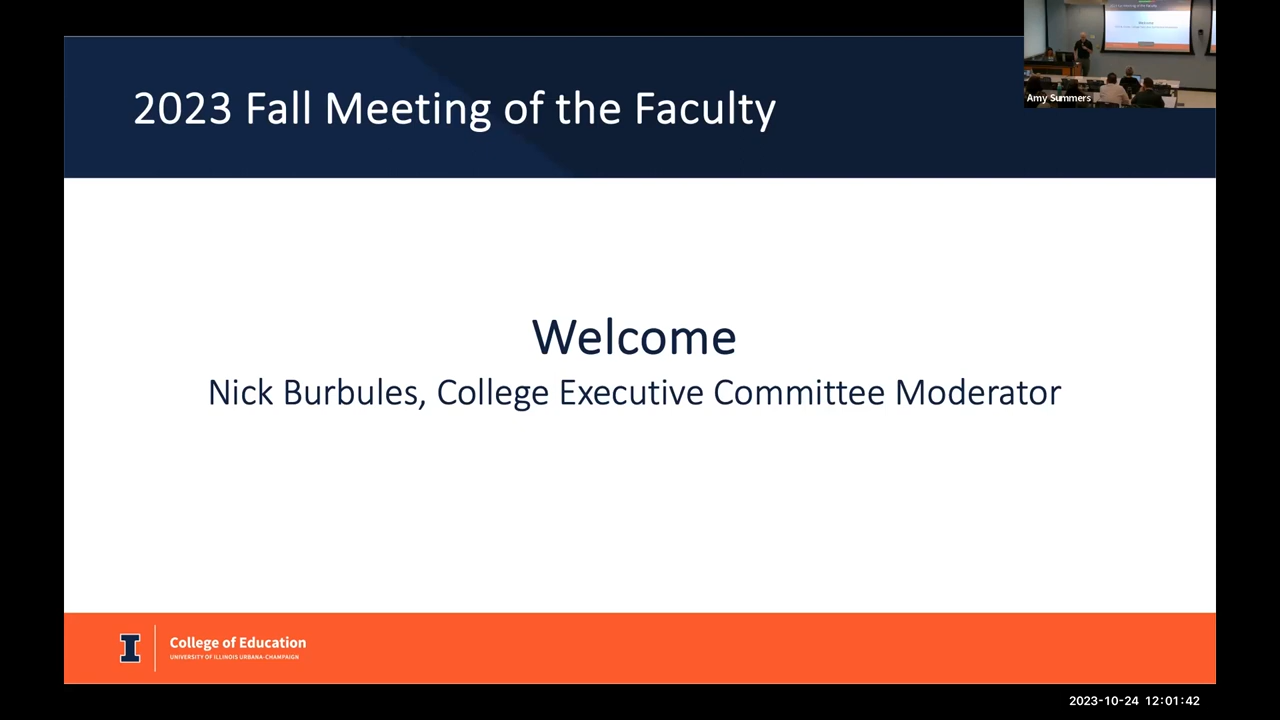 2023 Fall Meeting of the Faculty
Amy Summers
Welcome
Nick Burbules, College Executive Committee Moderator
I
College of Education
UNIVERSITY OF ILLINOIS URBANA-CHAMPAIGN
2023-10-24 12:01:42